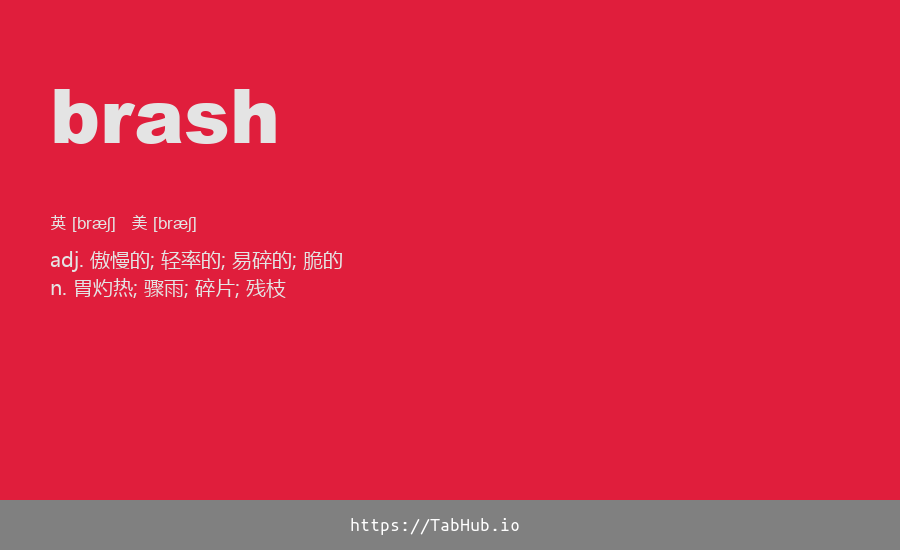 brash
英 [bræʃ] 美 [bræʃ]
adj. 傲慢的; 轻率的; 易碎的; 脆的
n. 胃灼热; 骤雨; 碎片; 残枝
https://TabHub.io